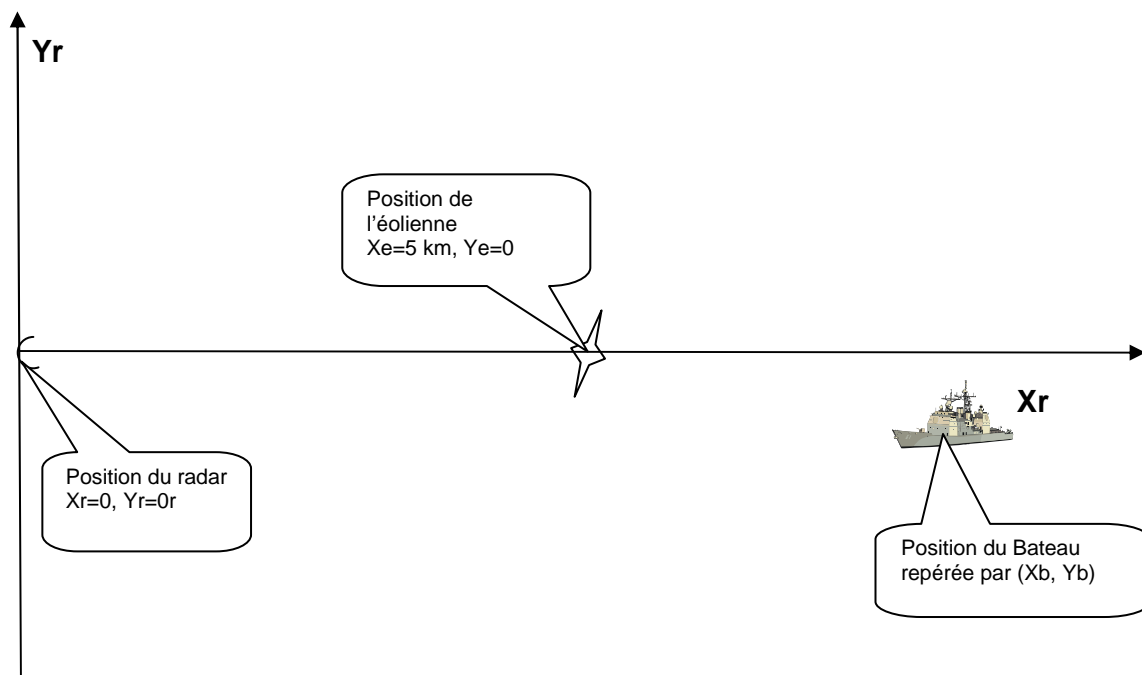 Yr
Position de
l'éolienne
Xe=5 km, Ye=0
Xr
Position du radar
Xr=0, Yr=0r
Position du Bateau
repérée par (Xb, Yb)